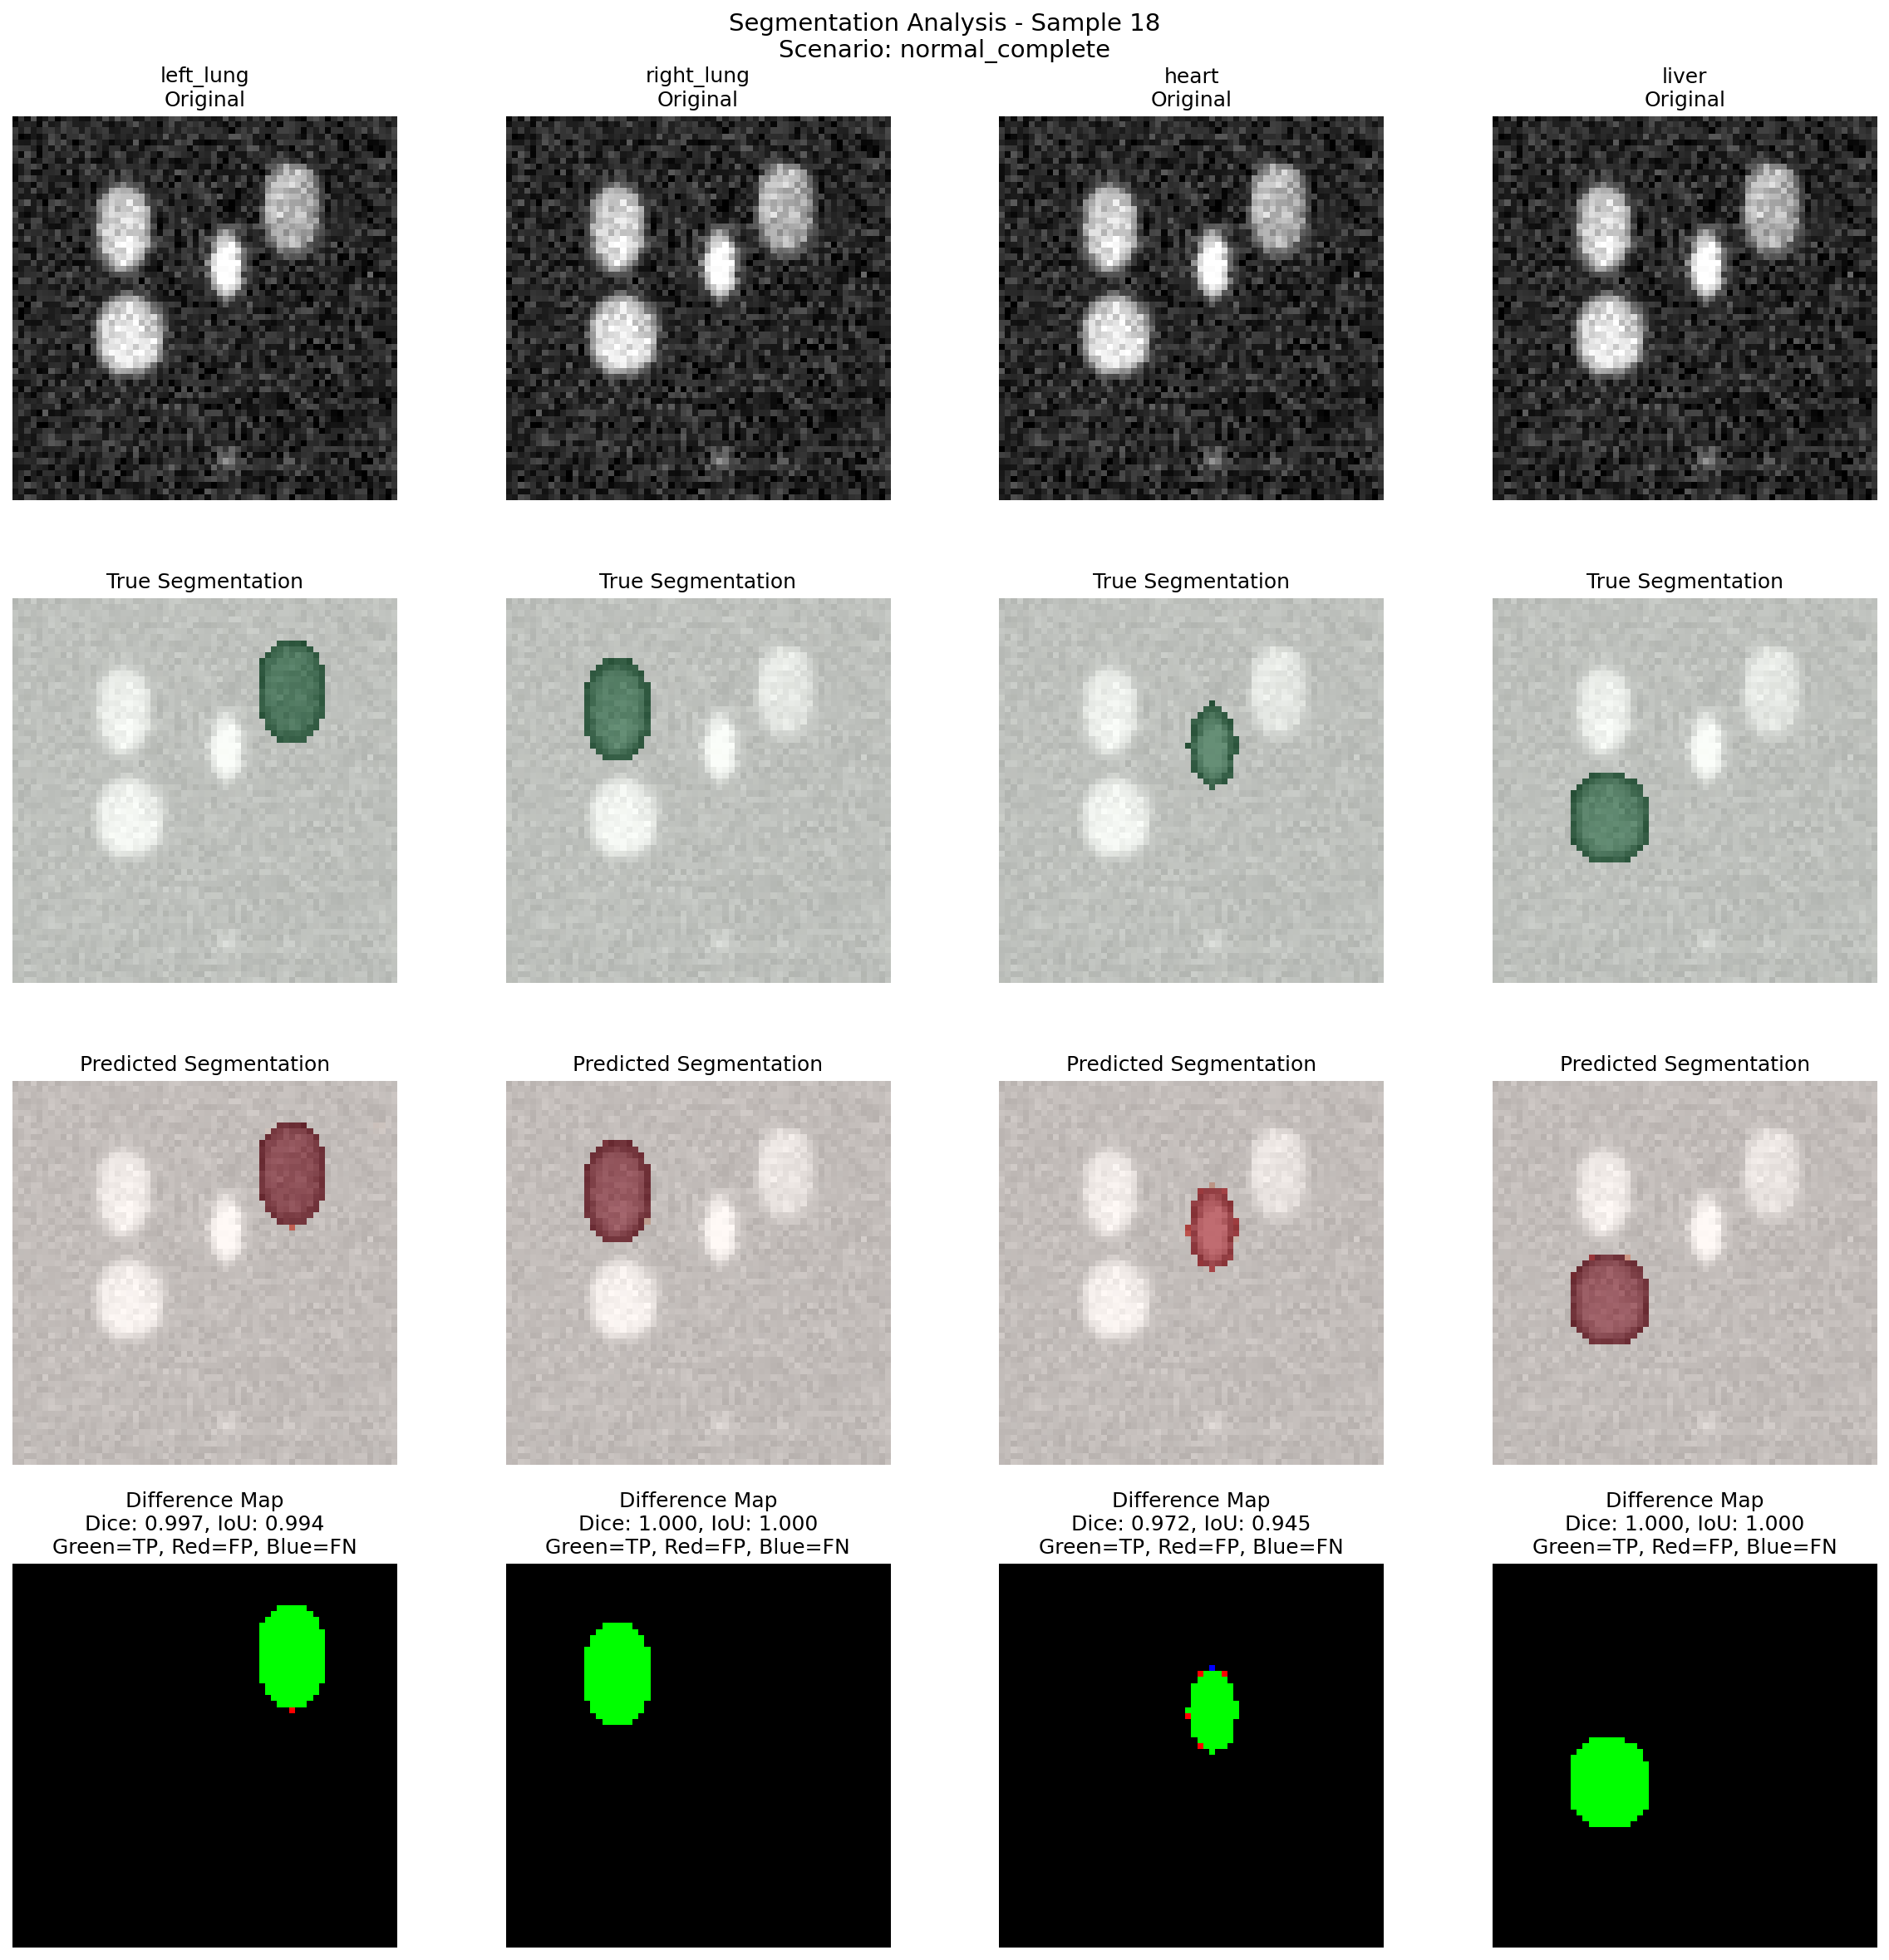 Segmentation Analysis - Sample 18
Scenario: normal_complete
left_lung
Original
right_lung
Original
heart
Original
liver
Original
True Segmentation
True Segmentation
True Segmentation
True Segmentation
Predicted Segmentation
Predicted Segmentation
Predicted Segmentation
Predicted Segmentation
Difference Map
Dice: 0.997, IoU: 0.994
Green=TP, Red=FP, Blue=FN
Difference Map
Dice: 1.000, IoU: 1.000
Green=TP, Red=FP, Blue=FN
Difference Map
Dice: 0.972, IoU: 0.945
Green=TP, Red=FP, Blue=FN
Difference Map
Dice: 1.000, IoU: 1.000
Green=TP, Red=FP, Blue=FN